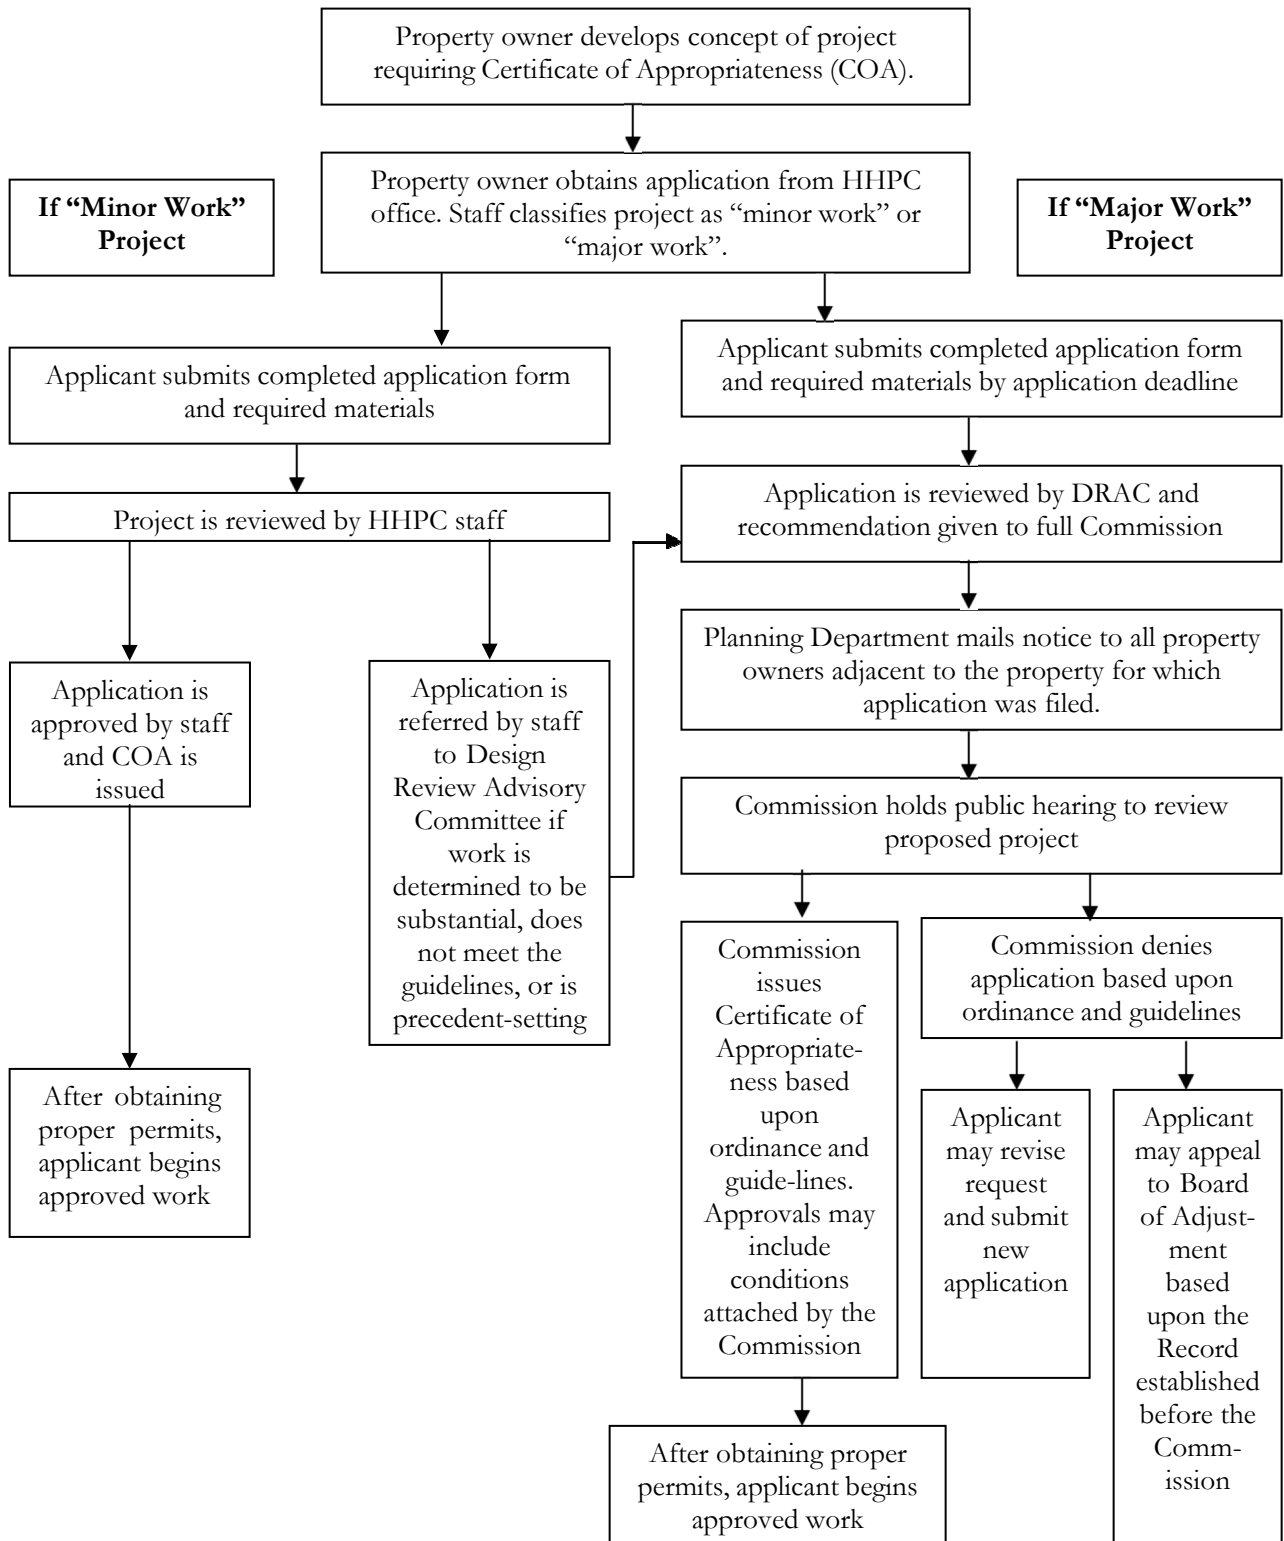 Property owner develops concept of project
requiring Certificate of Appropriateness (COA).
Property owner obtains application from HHPC
office. Staff classifies project as “minor work” or
“major work”.
If “Minor Work”
Project
If “Major Work”
Project
Applicant submits completed application form
and required materials
Project is reviewed by HHPC staff
Application is
approved by staff
and COA is
issued
After obtaining
proper permits,
applicant begins
approved work
Application is
referred by staff
to Design
Review Advisory
Committee if
work is
determined to be
substantial, does
not meet the
guidelines, or is
precedent-setting
Applicant submits completed application form
and required materials by application deadline
Application is reviewed by DRAC and
recommendation given to full Commission
Planning Department mails notice to all property
owners adjacent to the property for which
application was filed.
Commission holds public hearing to review
proposed project
Commission
issues
Certificate of
Appropriate-
ness based
upon
ordinance and
guide-lines.
Approvals may
include
conditions
attached by the
Commission
After obtaining proper
permits, applicant begins
approved work
Commission denies
application based upon
ordinance and guidelines
Applicant
may revise
request
and submit
new
application
Applicant
may appeal
to Board
of Adjust-
ment
based
upon the
Record
established
before the
Comm-
ission